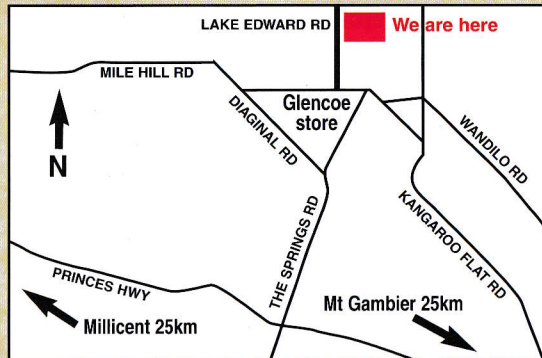 LAKE EDWARD RD
We are here
MILE HILL RD
Glencoe
store
DIAGINAL RD
WANDILO RD
N
THE SPRINGS RD
KANGAROO FLAT RD
PRINCES HWY
Mt Gambier 25km
Millicent 25km